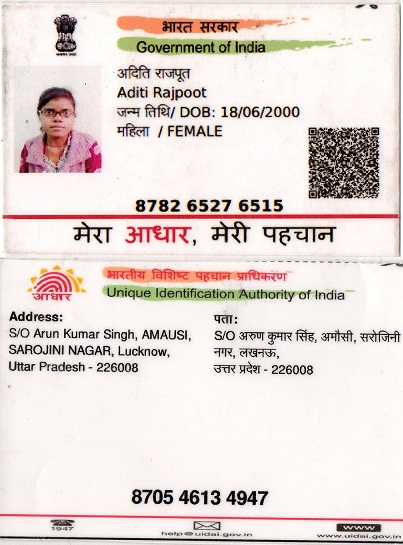 भारत सरकार
Government of India
अदिति राजपूत
Aditi Rajpoot
जन्म तिथि/ DOB: 18/06/2000
महिला / FEMALE
8782 6527 6515
मेरा आधार, मेरी पहचान
भारतीय विशिष्ट पहचान प्राधिकरण
Unique Identification Authority of India
आधार
Address:
S/O Arun Kumar Singh, AMAUSI,
SAROJINI NAGAR, Lucknow,
Uttar Pradesh - 226008
पता:
S/O अरुण कुमार सिंह, अमौसी, सरोजिनी
नगर, लखनऊ,
उत्तर प्रदेश - 226008
8705 4613 4947
1947
help@uidai.gov.in
www
www.uidai.gov.in